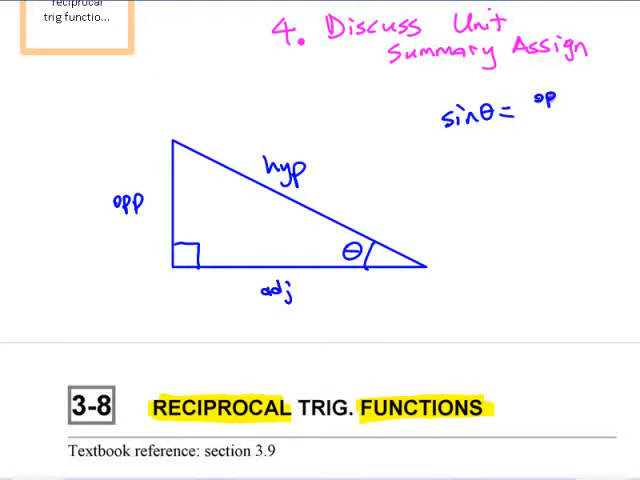 reciprocal
trig functio...
4. Discuss Unit
Summary Assign
sinθ = op
hyp
opp
θ
adj
3-8 RECIPROCAL TRIG. FUNCTIONS
Textbook reference: section 3.9